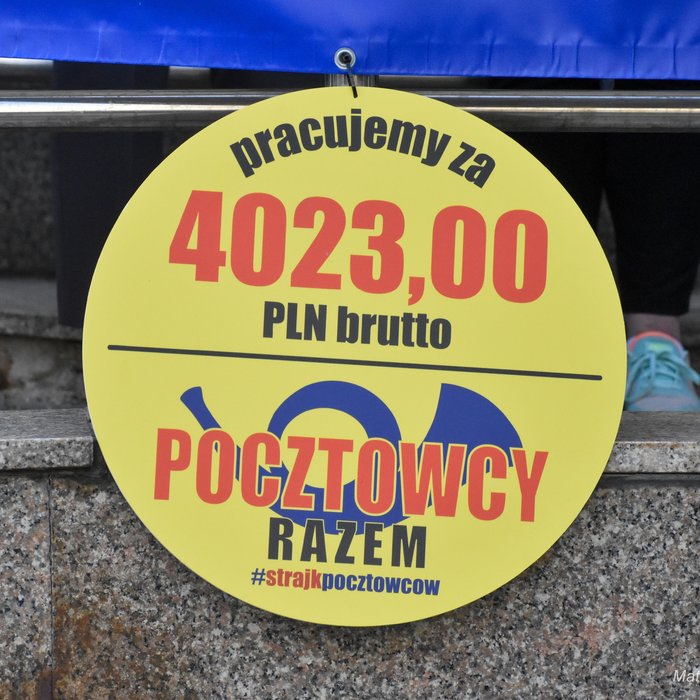 pracujemy za
4023,00
PLN brutto
POCZTOWCY
RAZEM
#strajkpocztowcow